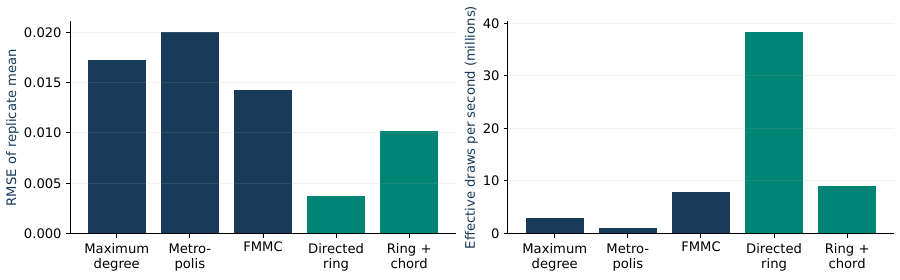 RMSE of replicate mean
0.020
0.015
0.010
0.005
0.000
Maximum
degree
Metro-
polis
FMMC
Directed
ring
Ring +
chord
Effective draws per second (millions)
40
30
20
10
0
Maximum
degree
Metro-
polis
FMMC
Directed
ring
Ring +
chord